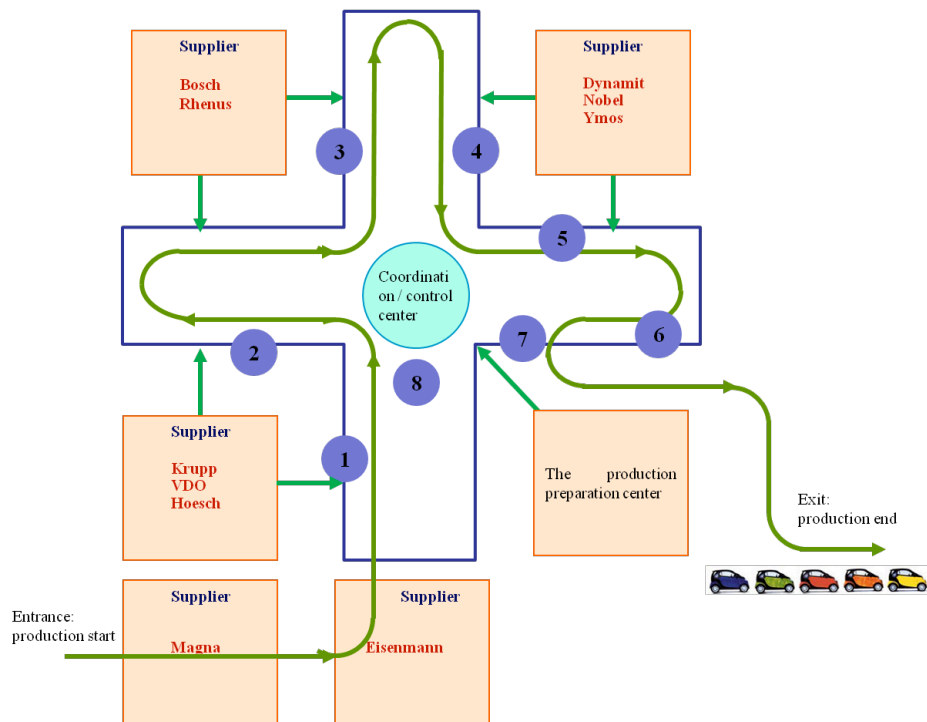 Supplier
Bosch
Rhenus
Supplier
Dynamit
Nobel
Ymos
3
4
5
Coordinati
on / control
center
2
7
6
8
Supplier
Krupp
VDO
Hoesch
1
The production
preparation center
Exit:
production end
Entrance:
production start
Supplier
Magna
Supplier
Eisenmann